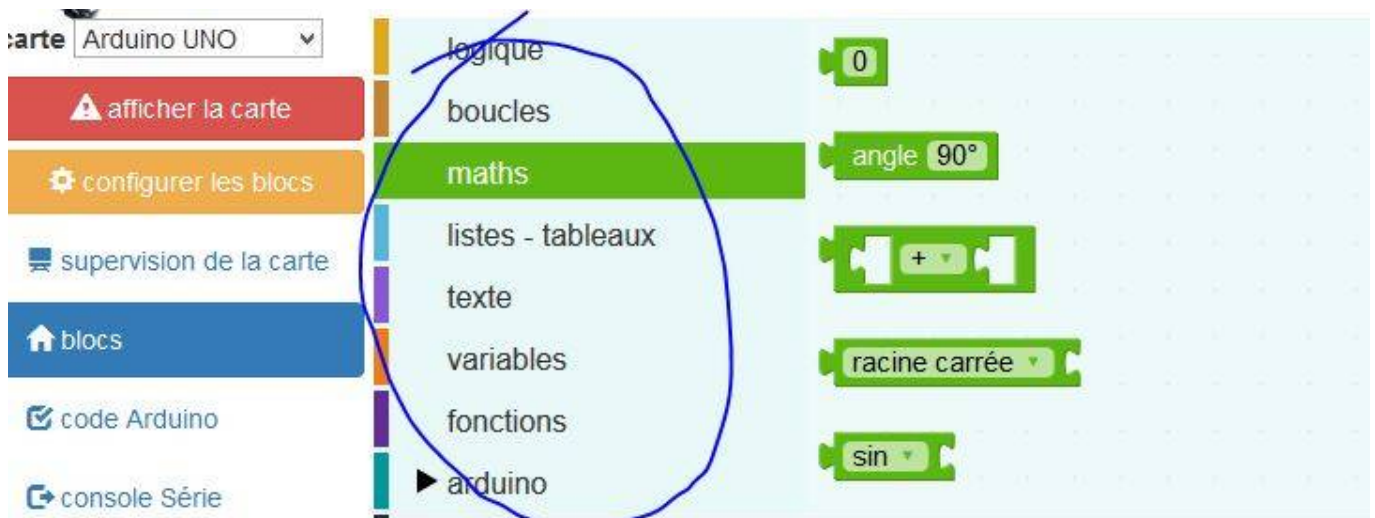 carte Arduino UNO
afficher la carte
configurer les blocs
supervision de la carte
blocs
code Arduino
console Série
logique
boucles
maths
listes - tableaux
texte
variables
fonctions
arduino
0
angle 90°
+
racine carrée
sin